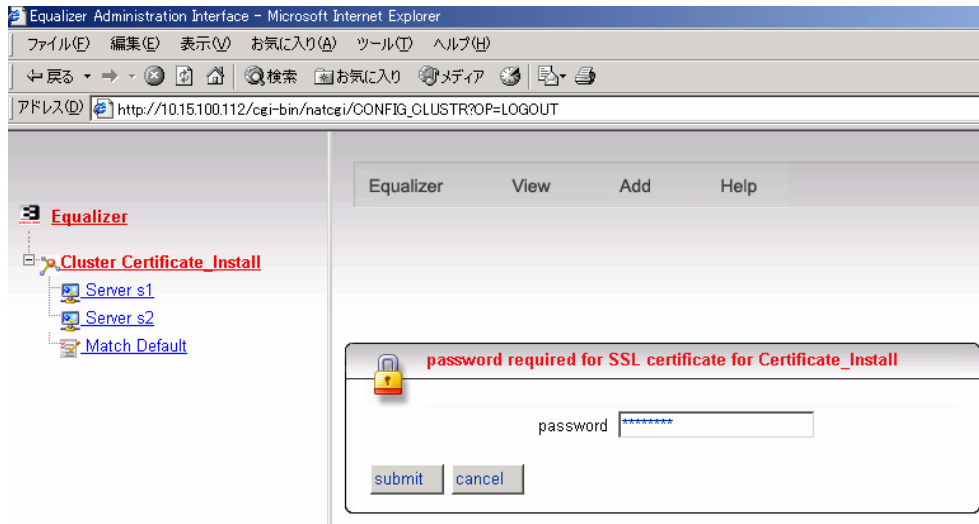 Equalizer Administration Interface - Microsoft Internet Explorer
ファイル(F) 編集(E) 表示(V) お気に入り(A) ツール(T) ヘルプ(H)
戻る 検索 お気に入り メディア
アドレス(D) http://10.15.100.112/cgi-bin/natcgi/CONFIG_CLUSTR?OP=LOGOUT
Equalizer View Add Help
Equalizer
Cluster Certificate_Install
Server s1
Server s2
Match Default
password required for SSL certificate for Certificate_Install
password ********
submit cancel